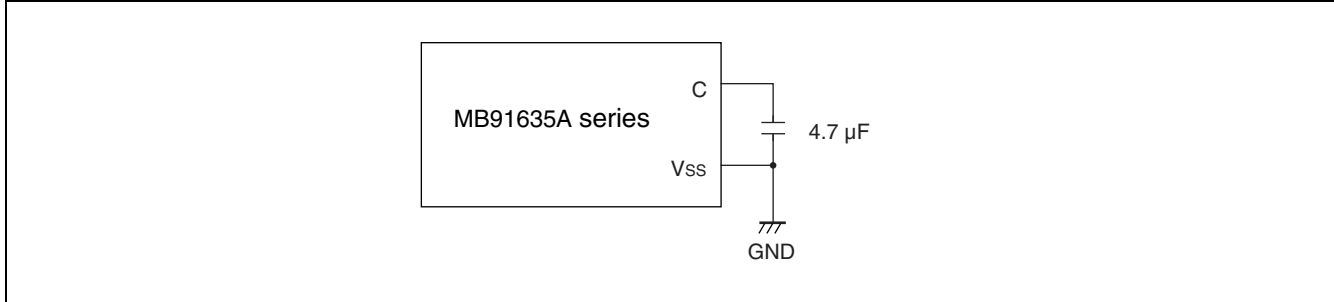 C
MB91635A series
4.7 µF
Vss
GND